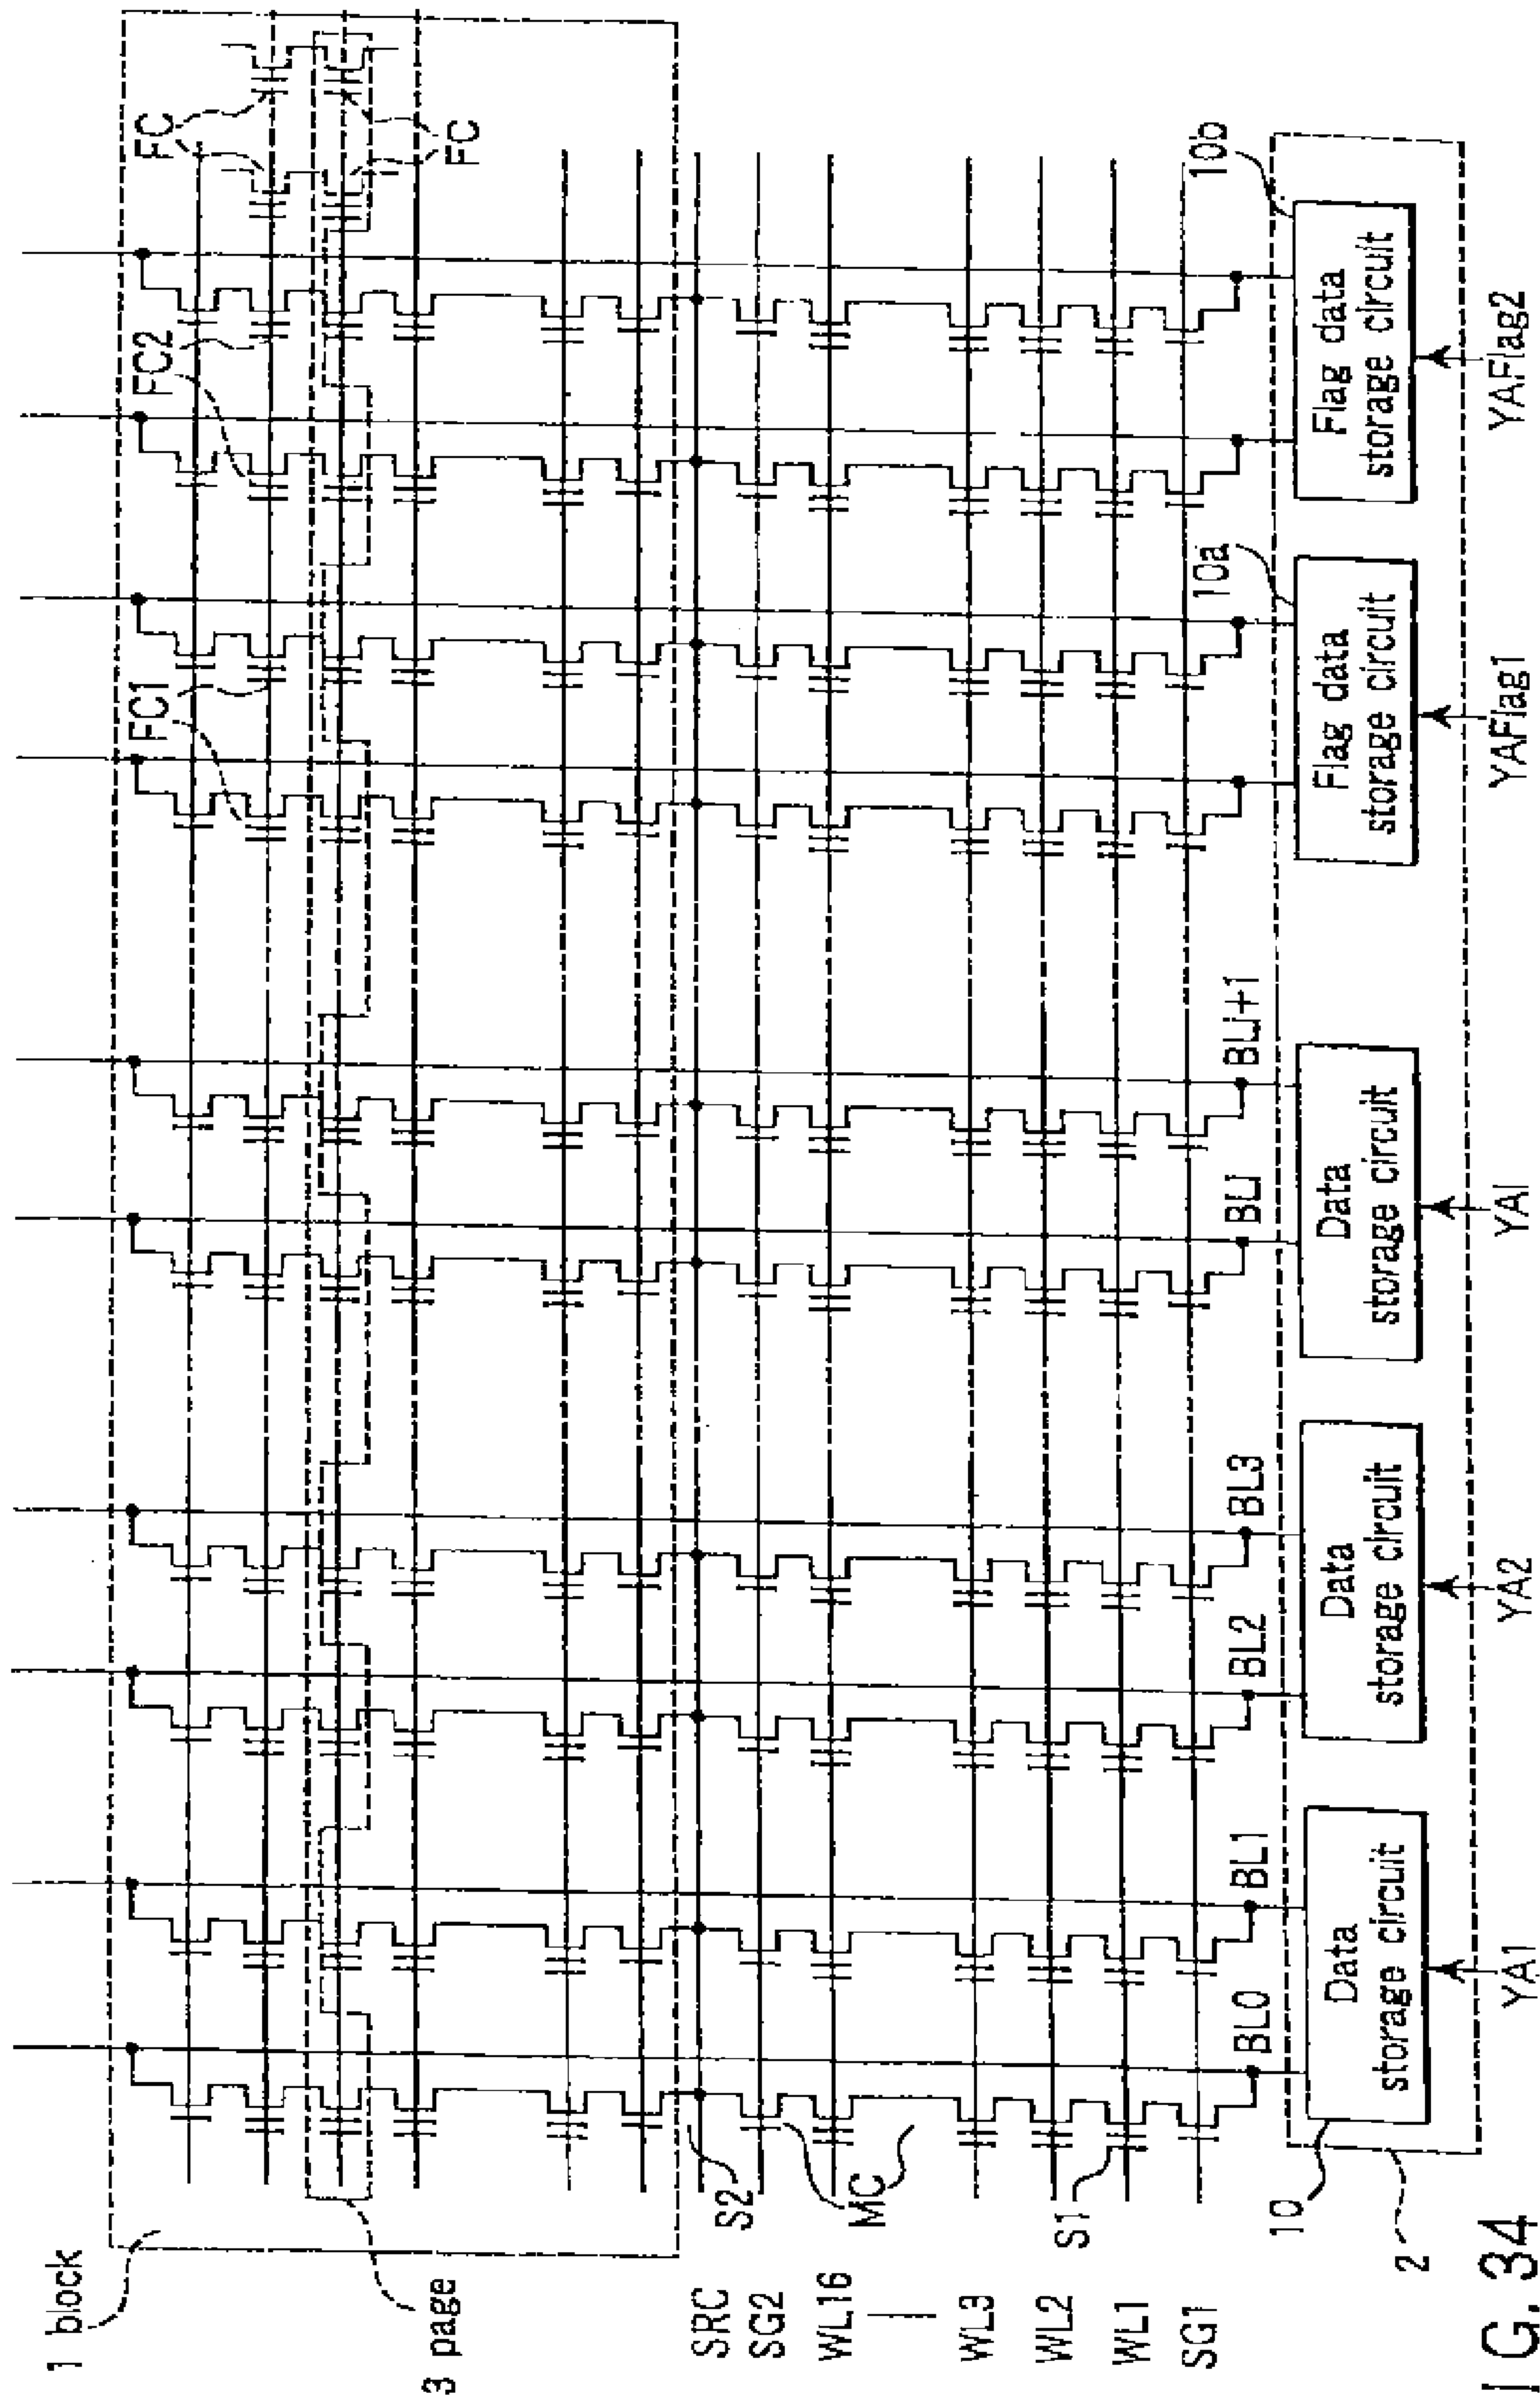 1 block
3 page
FC1
FC2
FC
FC
SRC
S2
SG2
WL16
MC
WL3
WL2
S1
WL1
SG1
BL0
BL1
BL2
BL3
BLi
BLi+1
10a
10b
10
2
Data
storage circuit
Data
storage circuit
Data
storage circuit
Flag data
storage circuit
Flag data
storage circuit
YA1
YA2
YAi
YAFlag1
YAFlag2
I G. 34